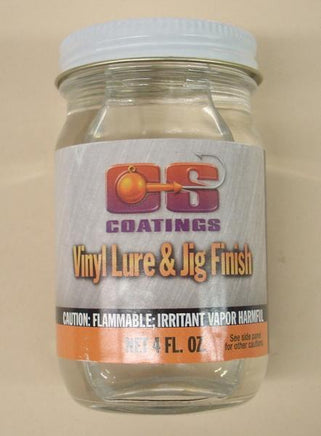 CS
COATINGS
Vinyl Lure & Jig Finish
CAUTION: FLAMMABLE; IRRITANT VAPOR HARMFUL
NET 4 FL. OZ
See side panel
for other cautions